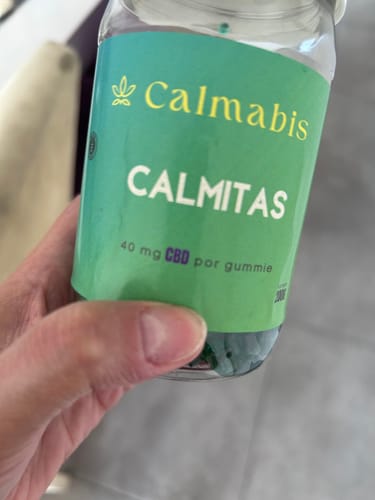 Calmabis
CALMITAS
40 mg CBD por gummie